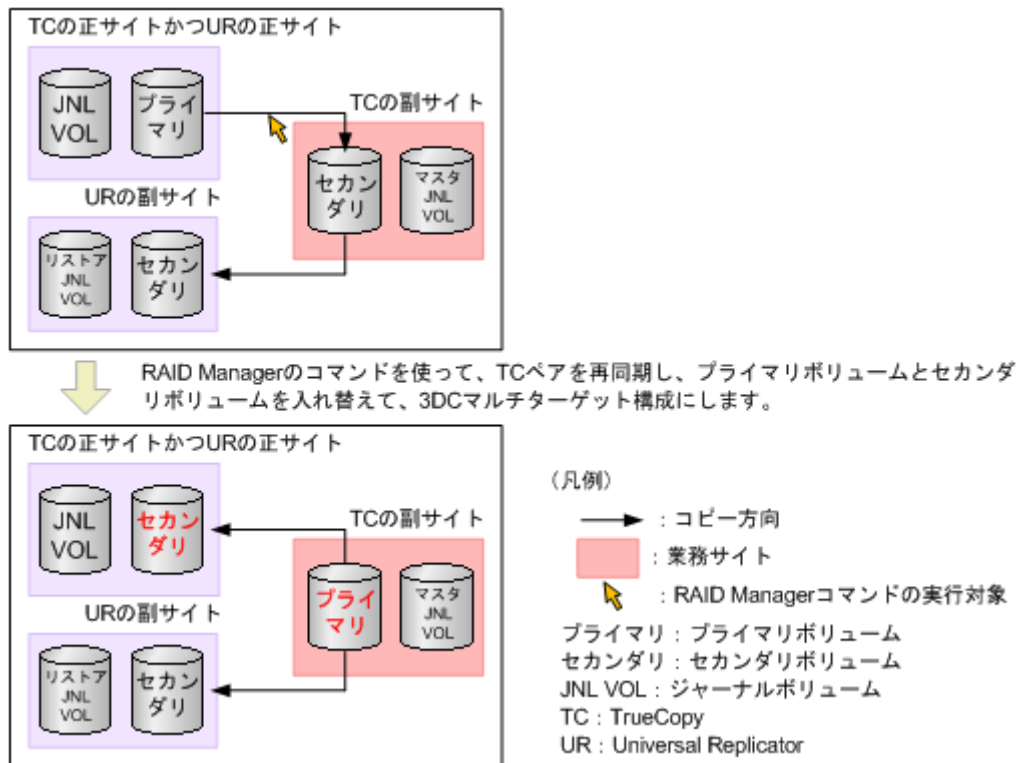 TCの正サイトかつURの正サイト
JNL
VOL
プライ
マリ
TCの副サイト
セカン
ダリ
マスタ
JNL
VOL
URの副サイト
リストア
JNL
VOL
セカン
ダリ
RAID Managerのコマンドを使って、TCペアを再同期し、プライマリボリュームとセカンダ
リボリュームを入れ替えて、3DCマルチターゲット構成にします。
TCの正サイトかつURの正サイト
JNL
VOL
セカン
ダリ
TCの副サイト
プライ
マリ
マスタ
JNL
VOL
URの副サイト
リストア
JNL
VOL
セカン
ダリ
（凡例）
：コピー方向
：業務サイト
：RAID Managerコマンドの実行対象
プライマリ：プライマリボリューム
セカンダリ：セカンダリボリューム
JNL VOL：ジャーナルボリューム
TC：TrueCopy
UR：Universal Replicator